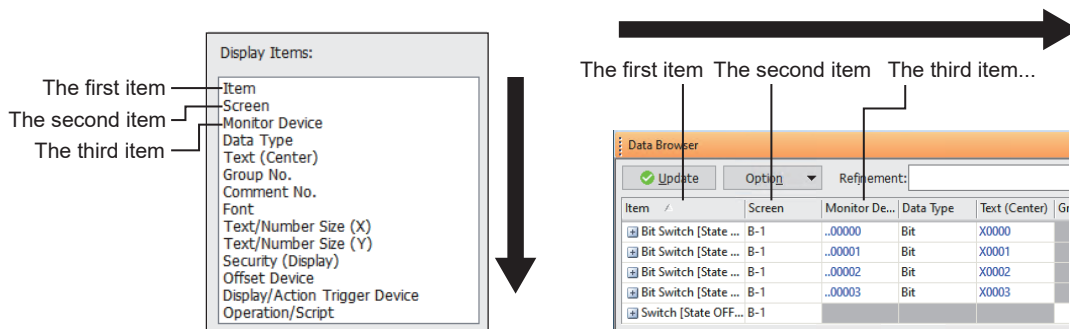 Display Items:
The first item
The second item
The third item
Item
Screen
Monitor Device
Data Type
Text (Center)
Group No.
Comment No.
Font
Text/Number Size (X)
Text/Number Size (Y)
Security (Display)
Offset Device
Display/Action Trigger Device
Operation/Script
The first item The second item The third item...
Data Browser
Update Option Refinement:
Item Screen Monitor De... Data Type Text (Center) Gr
Bit Switch [State ... B-1 ..00000 Bit X0000
Bit Switch [State ... B-1 ..00001 Bit X0001
Bit Switch [State ... B-1 ..00002 Bit X0002
Bit Switch [State ... B-1 ..00003 Bit X0003
Switch [State OFF... B-1